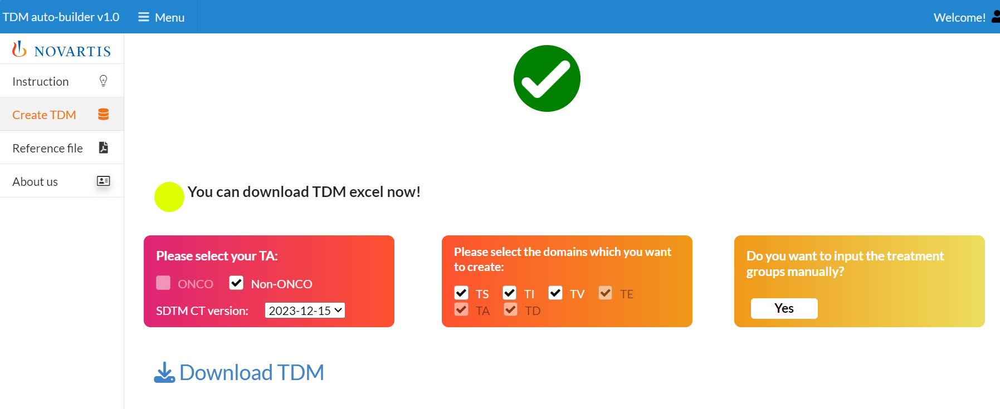 TDM auto-builder v1.0
Menu
Welcome!
NOVARTIS
Instruction
Create TDM
Reference file
About us
You can download TDM excel now!
Please select your TA:
ONCO
Non-ONCO
SDTM CT version:
2023-12-15
Please select the domains which you want
to create:
TS TI TV TE
TA TD
Do you want to input the treatment
groups manually?
Yes
Download TDM